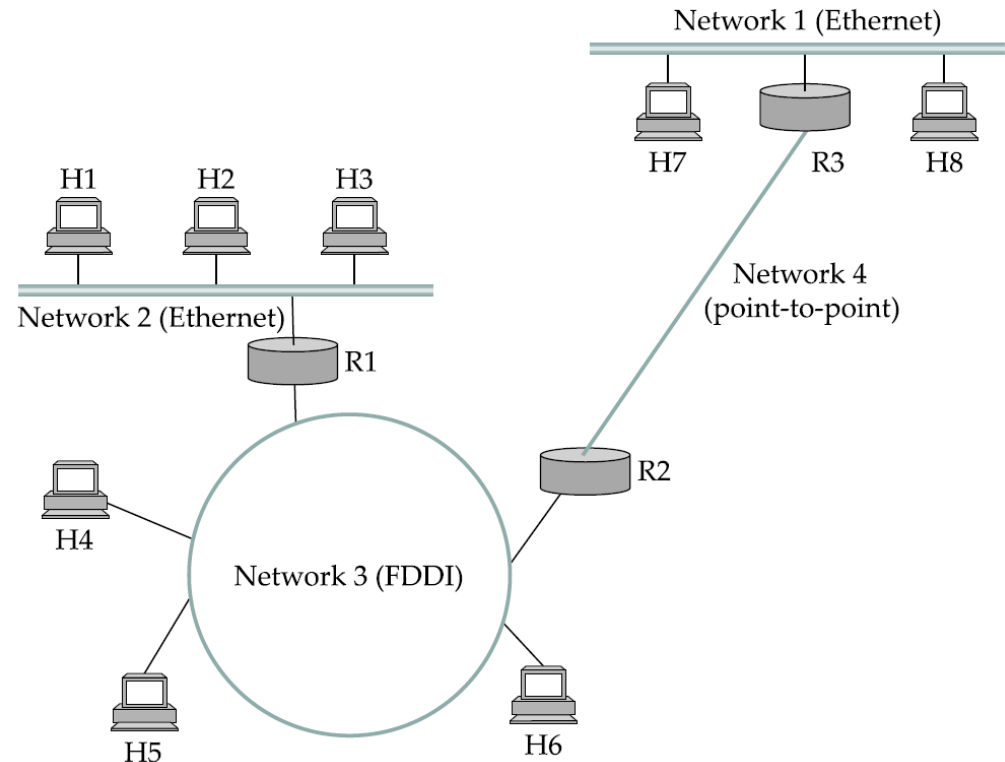 Network 1 (Ethernet)
H7
R3
H8
H1
H2
H3
Network 2 (Ethernet)
R1
Network 4
(point-to-point)
R2
H4
Network 3 (FDDI)
H5
H6